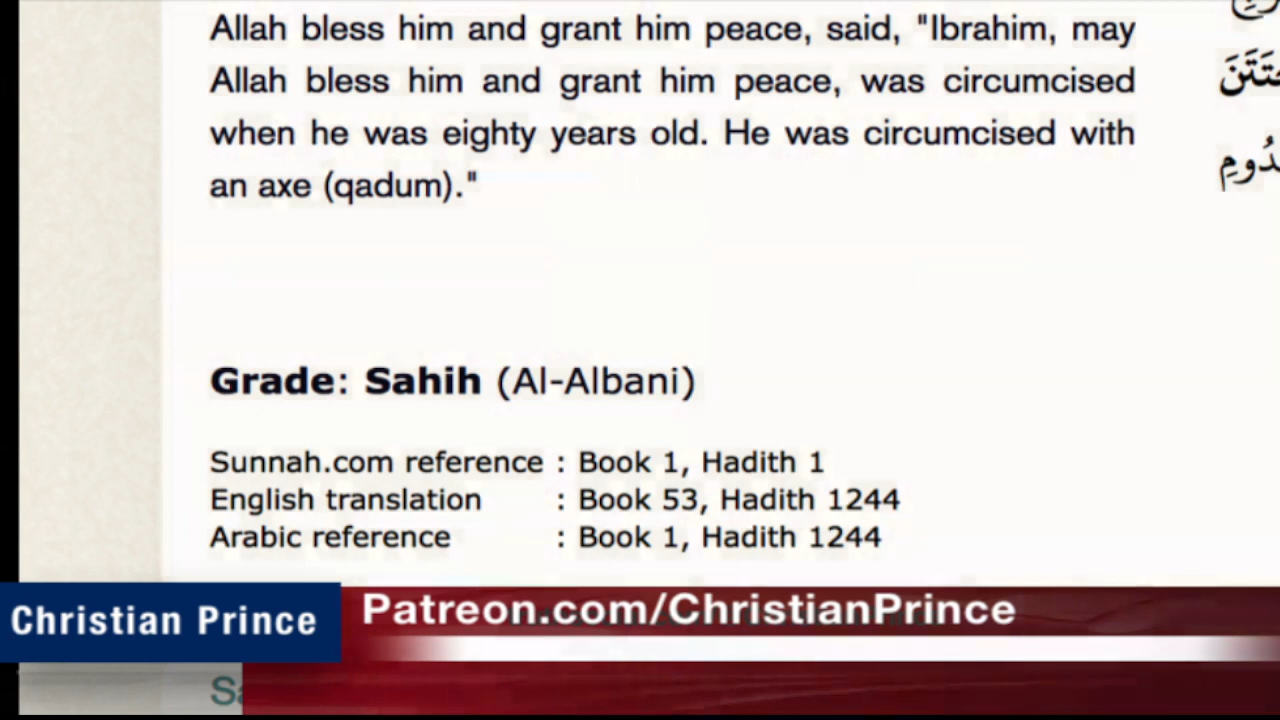 Allah bless him and grant him peace, said, "Ibrahim, may
Allah bless him and grant him peace, was circumcised
when he was eighty years old. He was circumcised with
an axe (qadum)."
Grade: Sahih (Al-Albani)
Sunnah.com reference : Book 1, Hadith 1
English translation : Book 53, Hadith 1244
Arabic reference : Book 1, Hadith 1244
Christian Prince
Patreon.com/ChristianPrince